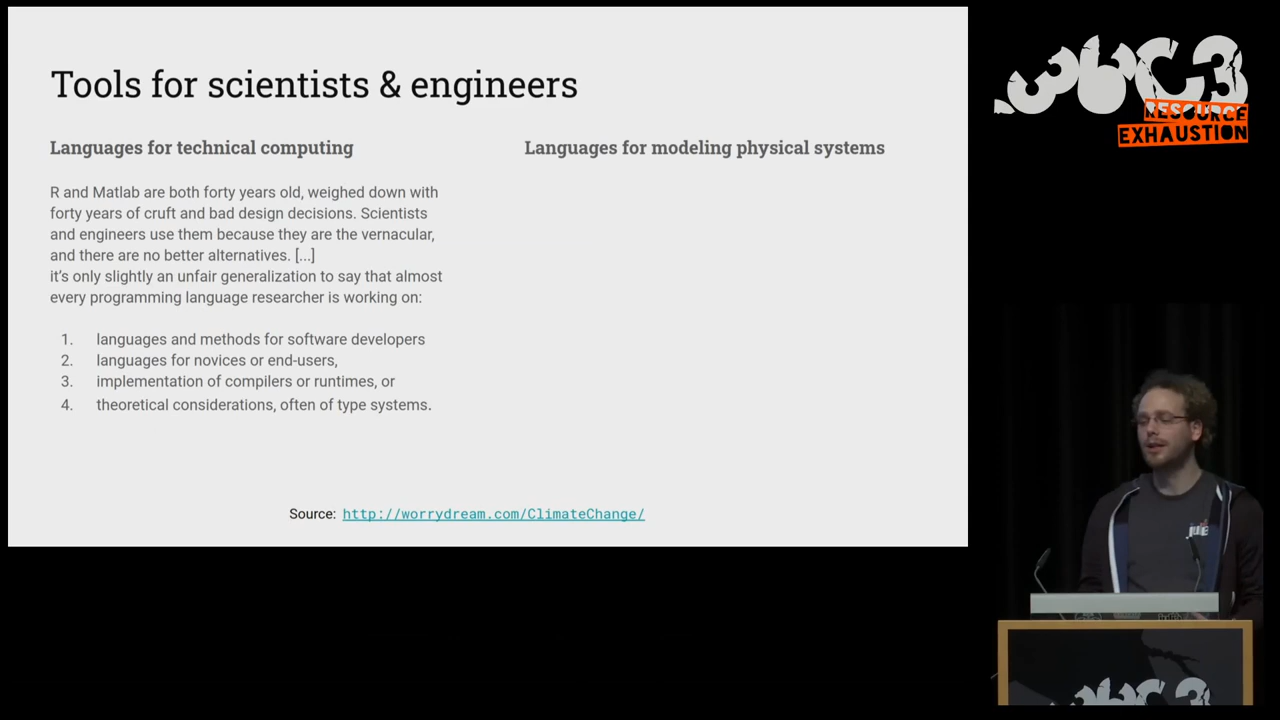 Tools for scientists & engineers
Languages for technical computing
R and Matlab are both forty years old, weighed down with
forty years of cruft and bad design decisions. Scientists
and engineers use them because they are the vernacular,
and there are no better alternatives. [...]
it’s only slightly an unfair generalization to say that almost
every programming language researcher is working on:
1. languages and methods for software developers
2. languages for novices or end-users,
3. implementation of compilers or runtimes, or
4. theoretical considerations, often of type systems.
Languages for modeling physical systems
Source: http://worrydream.com/ClimateChange/
.36C3
RESOURCE
EXHAUSTION